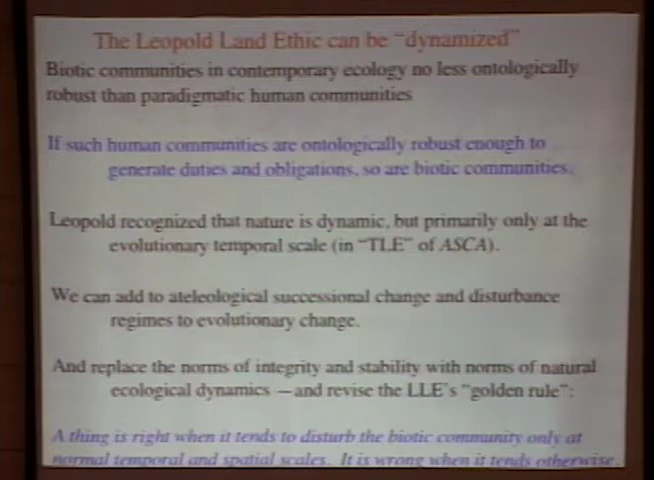 The Leopold Land Ethic can be "dynamized"
Biotic communities in contemporary ecology no less ontologically
robust than paradigmatic human communities
If such human communities are ontologically robust enough to
generate duties and obligations, so are biotic communities.
Leopold recognized that nature is dynamic, but primarily only at the
evolutionary temporal scale (in "TLE" of ASCA).
We can add to ateleological successional change and disturbance
regimes to evolutionary change.
And replace the norms of integrity and stability with norms of natural
ecological dynamics —and revise the LLE's "golden rule":
A thing is right when it tends to disturb the biotic community only at
normal temporal and spatial scales. It is wrong when it tends otherwise.